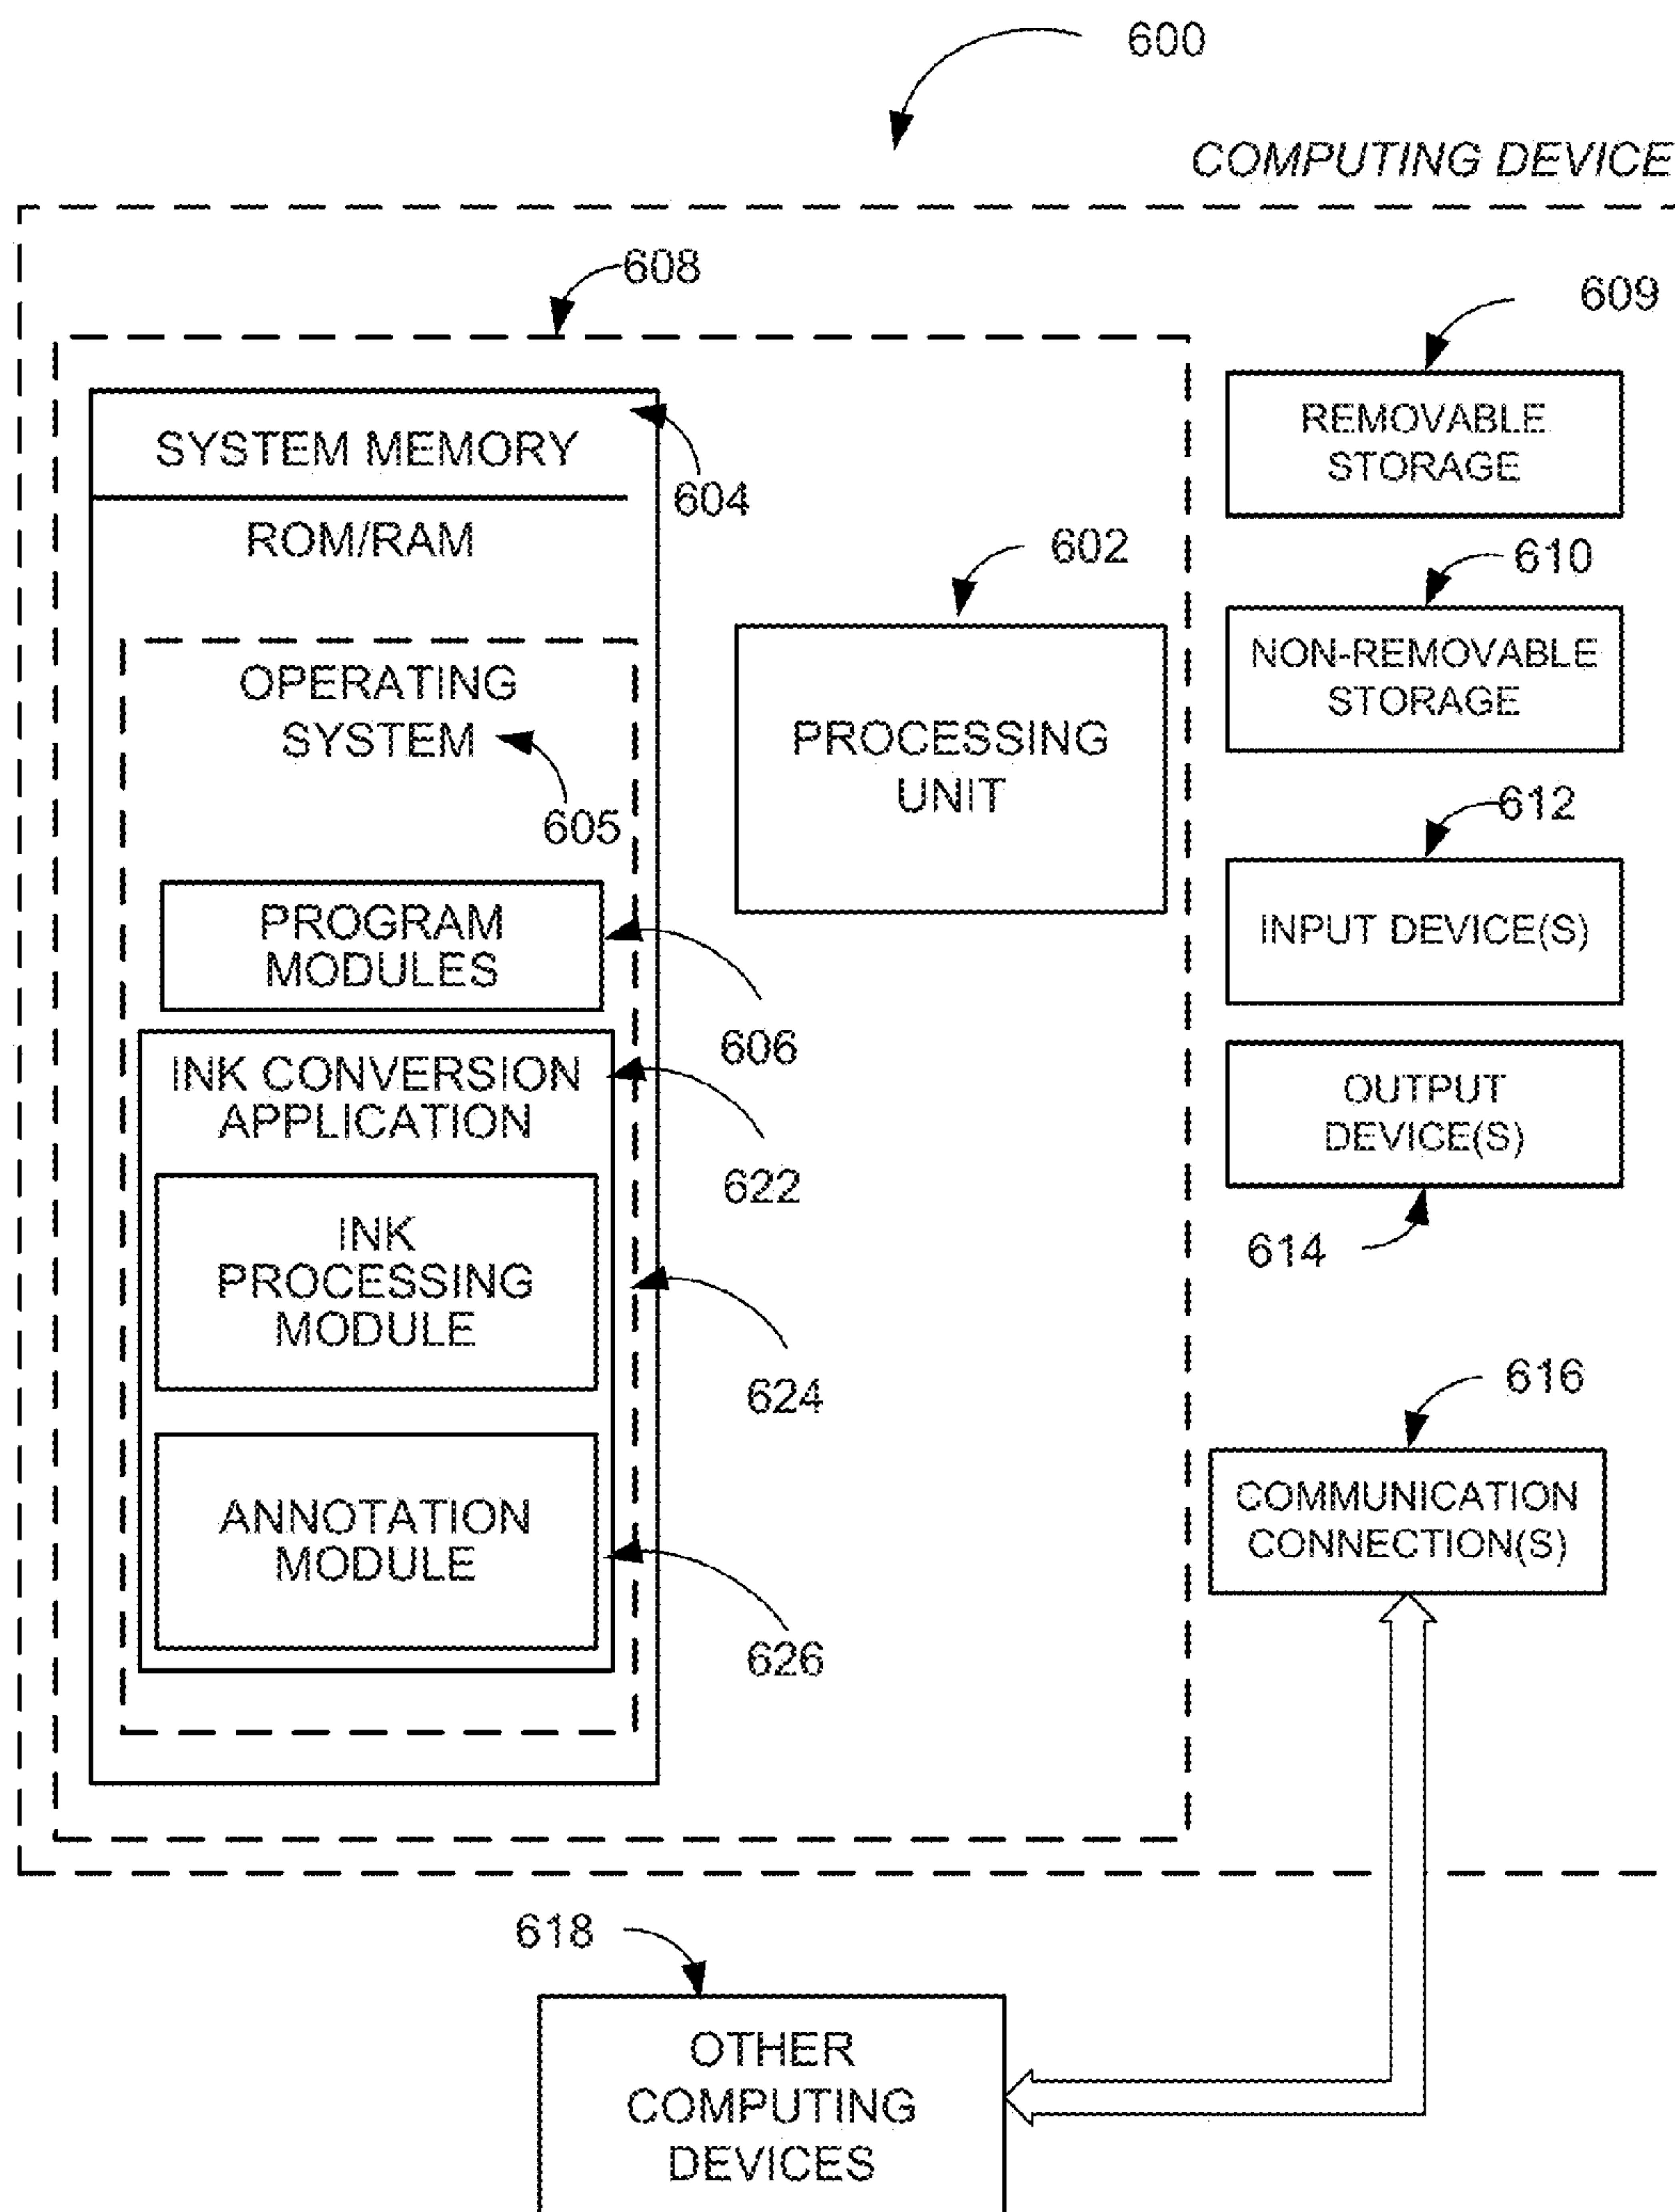 600
COMPUTING DEVICE
608
609
SYSTEM MEMORY
604
ROM/RAM
REMOVABLE
STORAGE
602
610
OPERATING
SYSTEM
605
PROCESSING
UNIT
NON-REMOVABLE
STORAGE
612
PROGRAM
MODULES
606
INPUT DEVICE(S)
INK CONVERSION
APPLICATION
622
OUTPUT
DEVICE(S)
614
INK
PROCESSING
MODULE
624
616
ANNOTATION
MODULE
626
COMMUNICATION
CONNECTION(S)
618
OTHER
COMPUTING
DEVICES